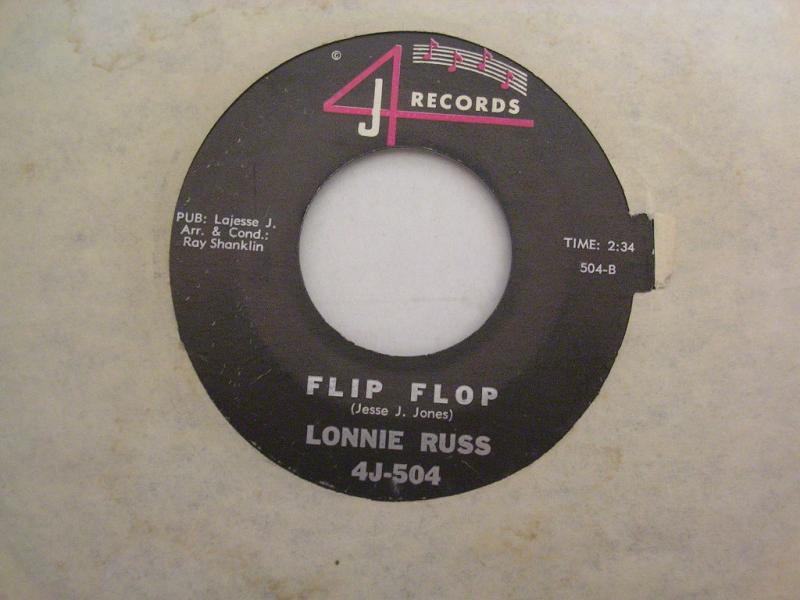 ©
4J RECORDS
PUB: Lajesse J.
Arr. & Cond.:
Ray Shanklin
TIME: 2:34
504-B
FLIP FLOP
(Jesse J. Jones)
LONNIE RUSS
4J-504